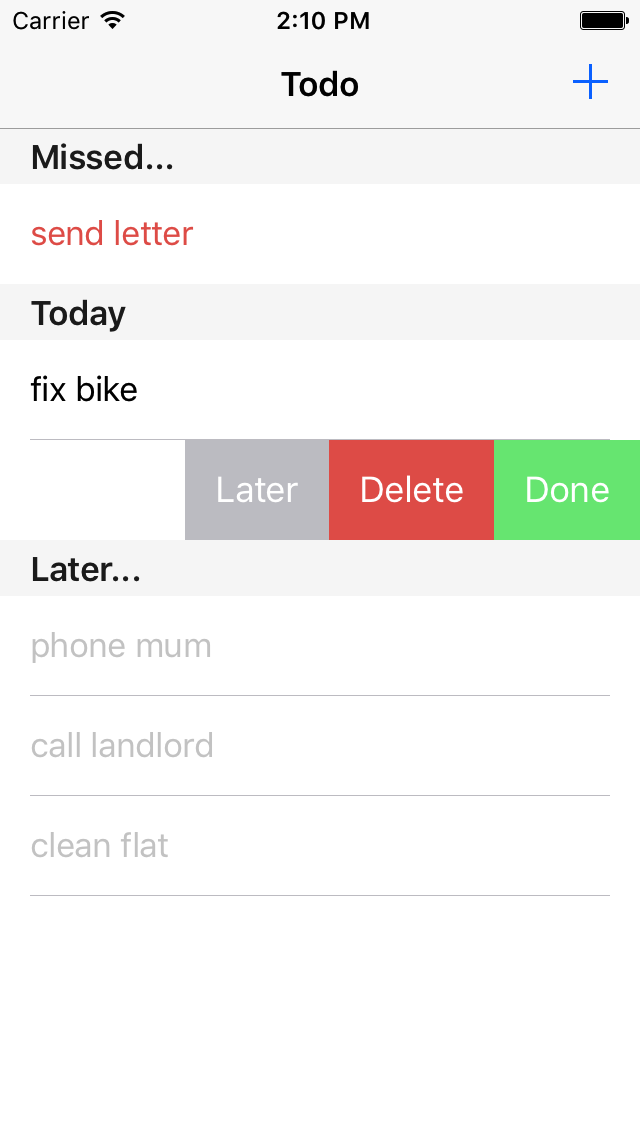 Carrier 2:10 PM
Todo
Missed...
send letter
Today
fix bike
Later Delete Done
Later...
phone mum
call landlord
clean flat